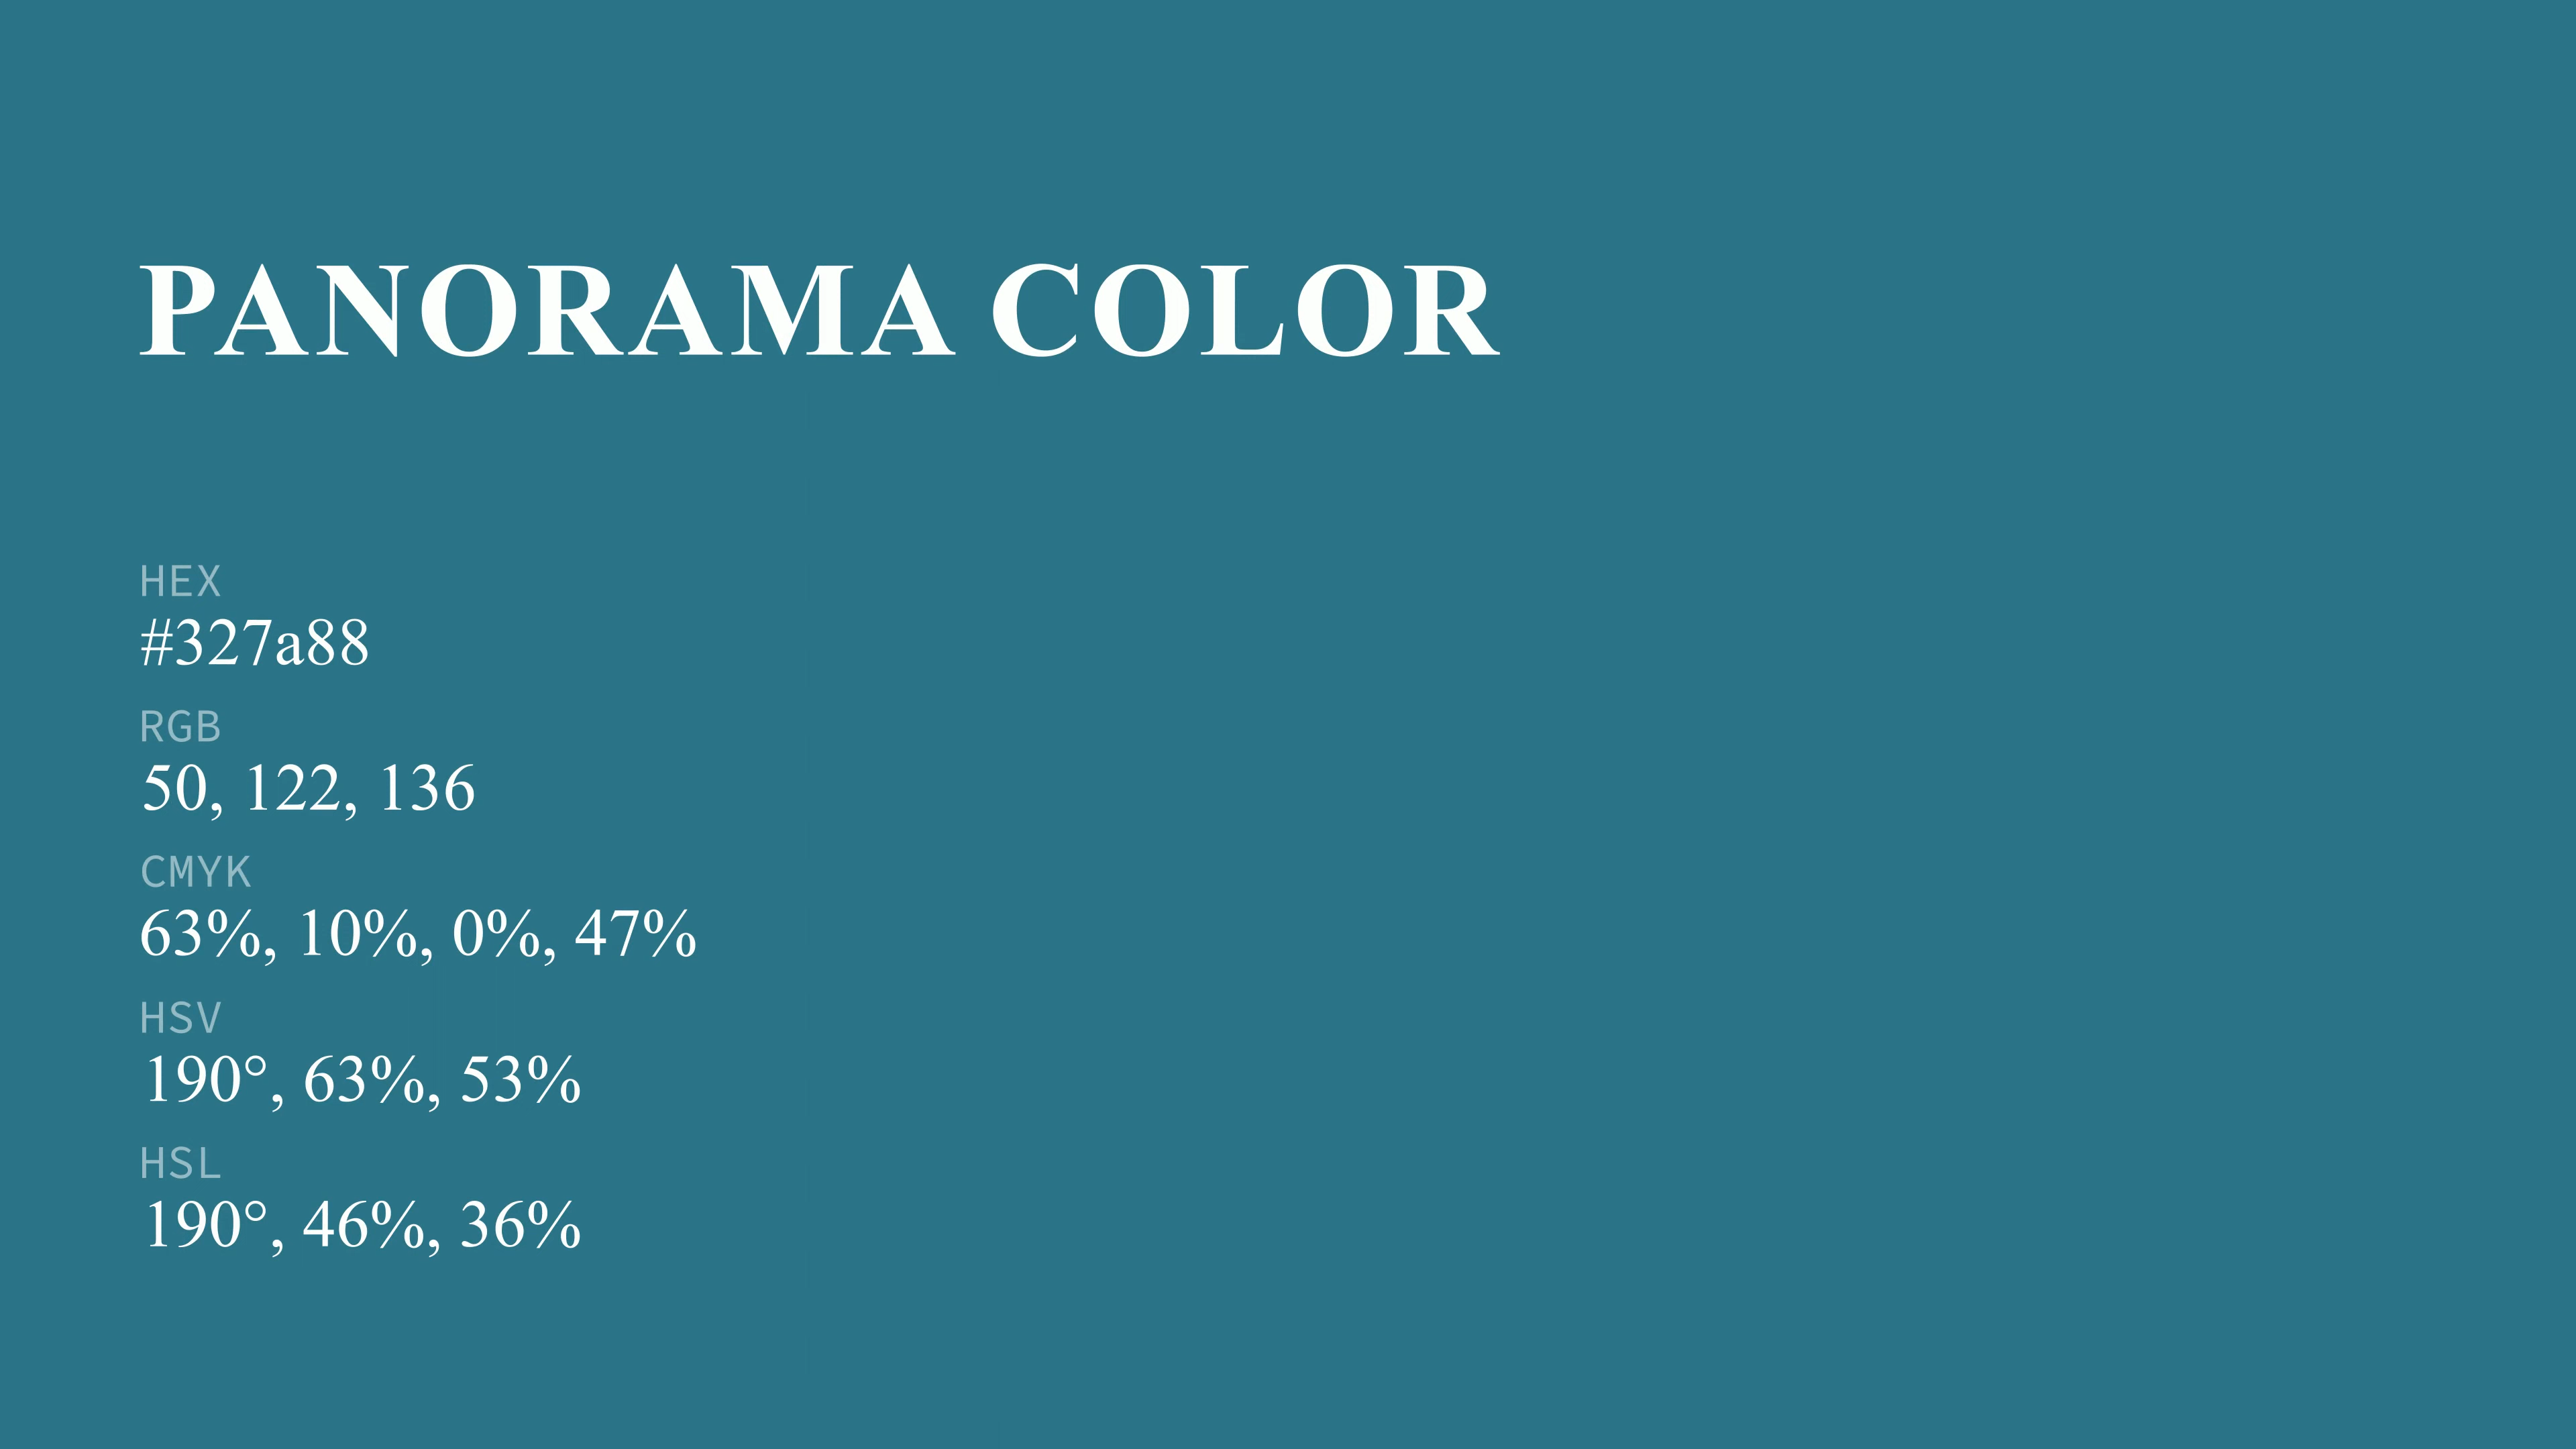 PANORAMA COLOR
HEX
#327a88
RGB
50, 122, 136
CMYK
63%, 10%, 0%, 47%
HSV
190°, 63%, 53%
HSL
190°, 46%, 36%